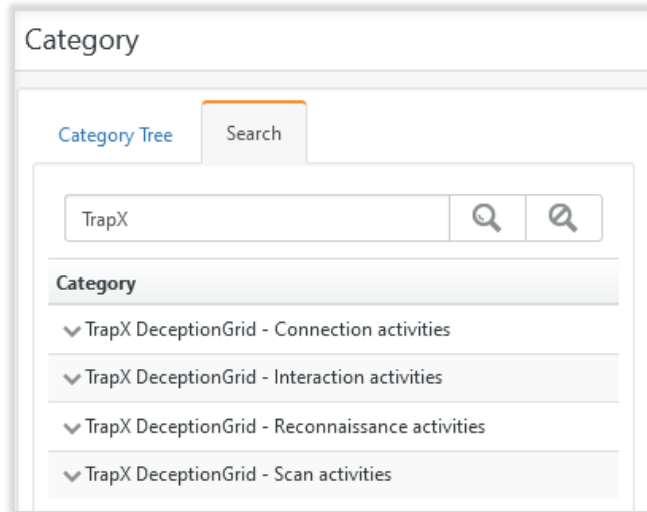 Category
Category Tree
Search
TrapX
Category
TrapX DeceptionGrid - Connection activities
TrapX DeceptionGrid - Interaction activities
TrapX DeceptionGrid - Reconnaissance activities
TrapX DeceptionGrid - Scan activities